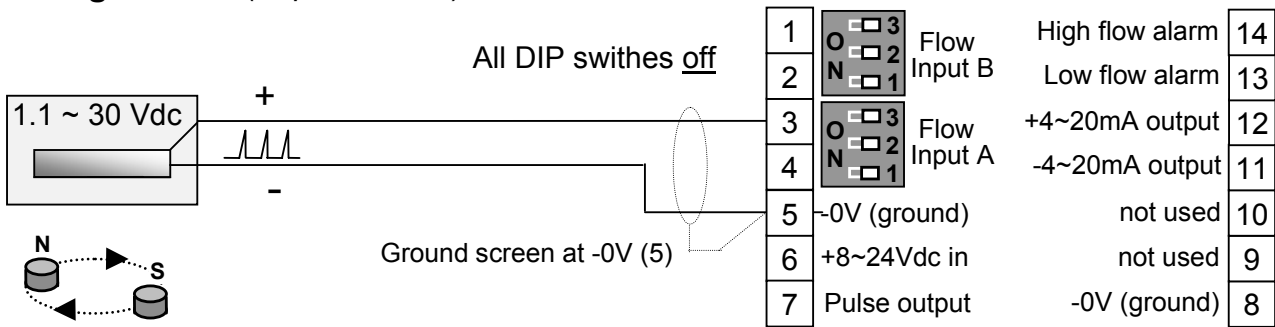 All DIP swithes off
1.1 ~ 30 Vdc
+
-
N
S
Ground screen at -0V (5)
1
2
3
4
5
6
7
O N
3
2
1
Flow
Input B
O N
3
2
1
Flow
Input A
-0V (ground)
+8~24Vdc in
Pulse output
High flow alarm 14
Low flow alarm 13
+4~20mA output 12
-4~20mA output 11
not used 10
not used 9
-0V (ground) 8